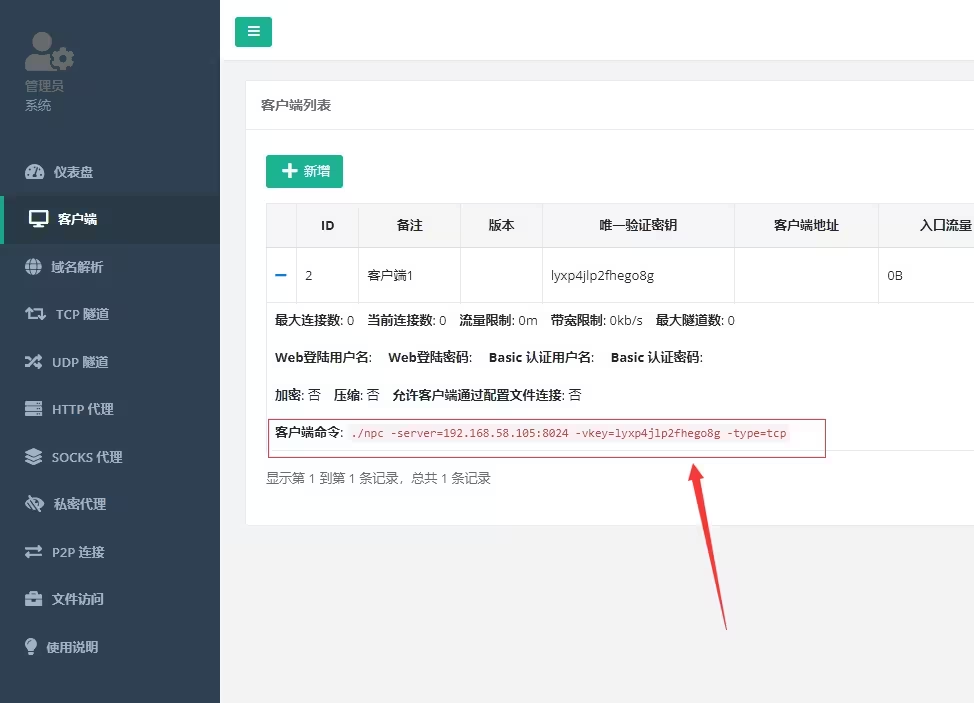 管理员
系统
仪表盘
客户端
域名解析
TCP 隧道
UDP 隧道
HTTP 代理
SOCKS 代理
私密代理
P2P 连接
文件访问
使用说明
客户端列表
新增
ID 备注 版本 唯一验证密钥 客户端地址 入口流量
2 客户端1 lyxp4jlp2fhego8g 0B
最大连接数: 0 当前连接数: 0 流量限制: 0m 带宽限制: 0kb/s 最大隧道数: 0
Web登陆用户名: Web登陆密码: Basic 认证用户名: Basic 认证密码:
加密: 否 压缩: 否 允许客户端通过配置文件连接: 否
客户端命令: ./npc -server=192.168.58.105:8024 -vkey=lyxp4jlp2fhego8g -type=tcp
显示第 1 到第 1 条记录，总共 1 条记录